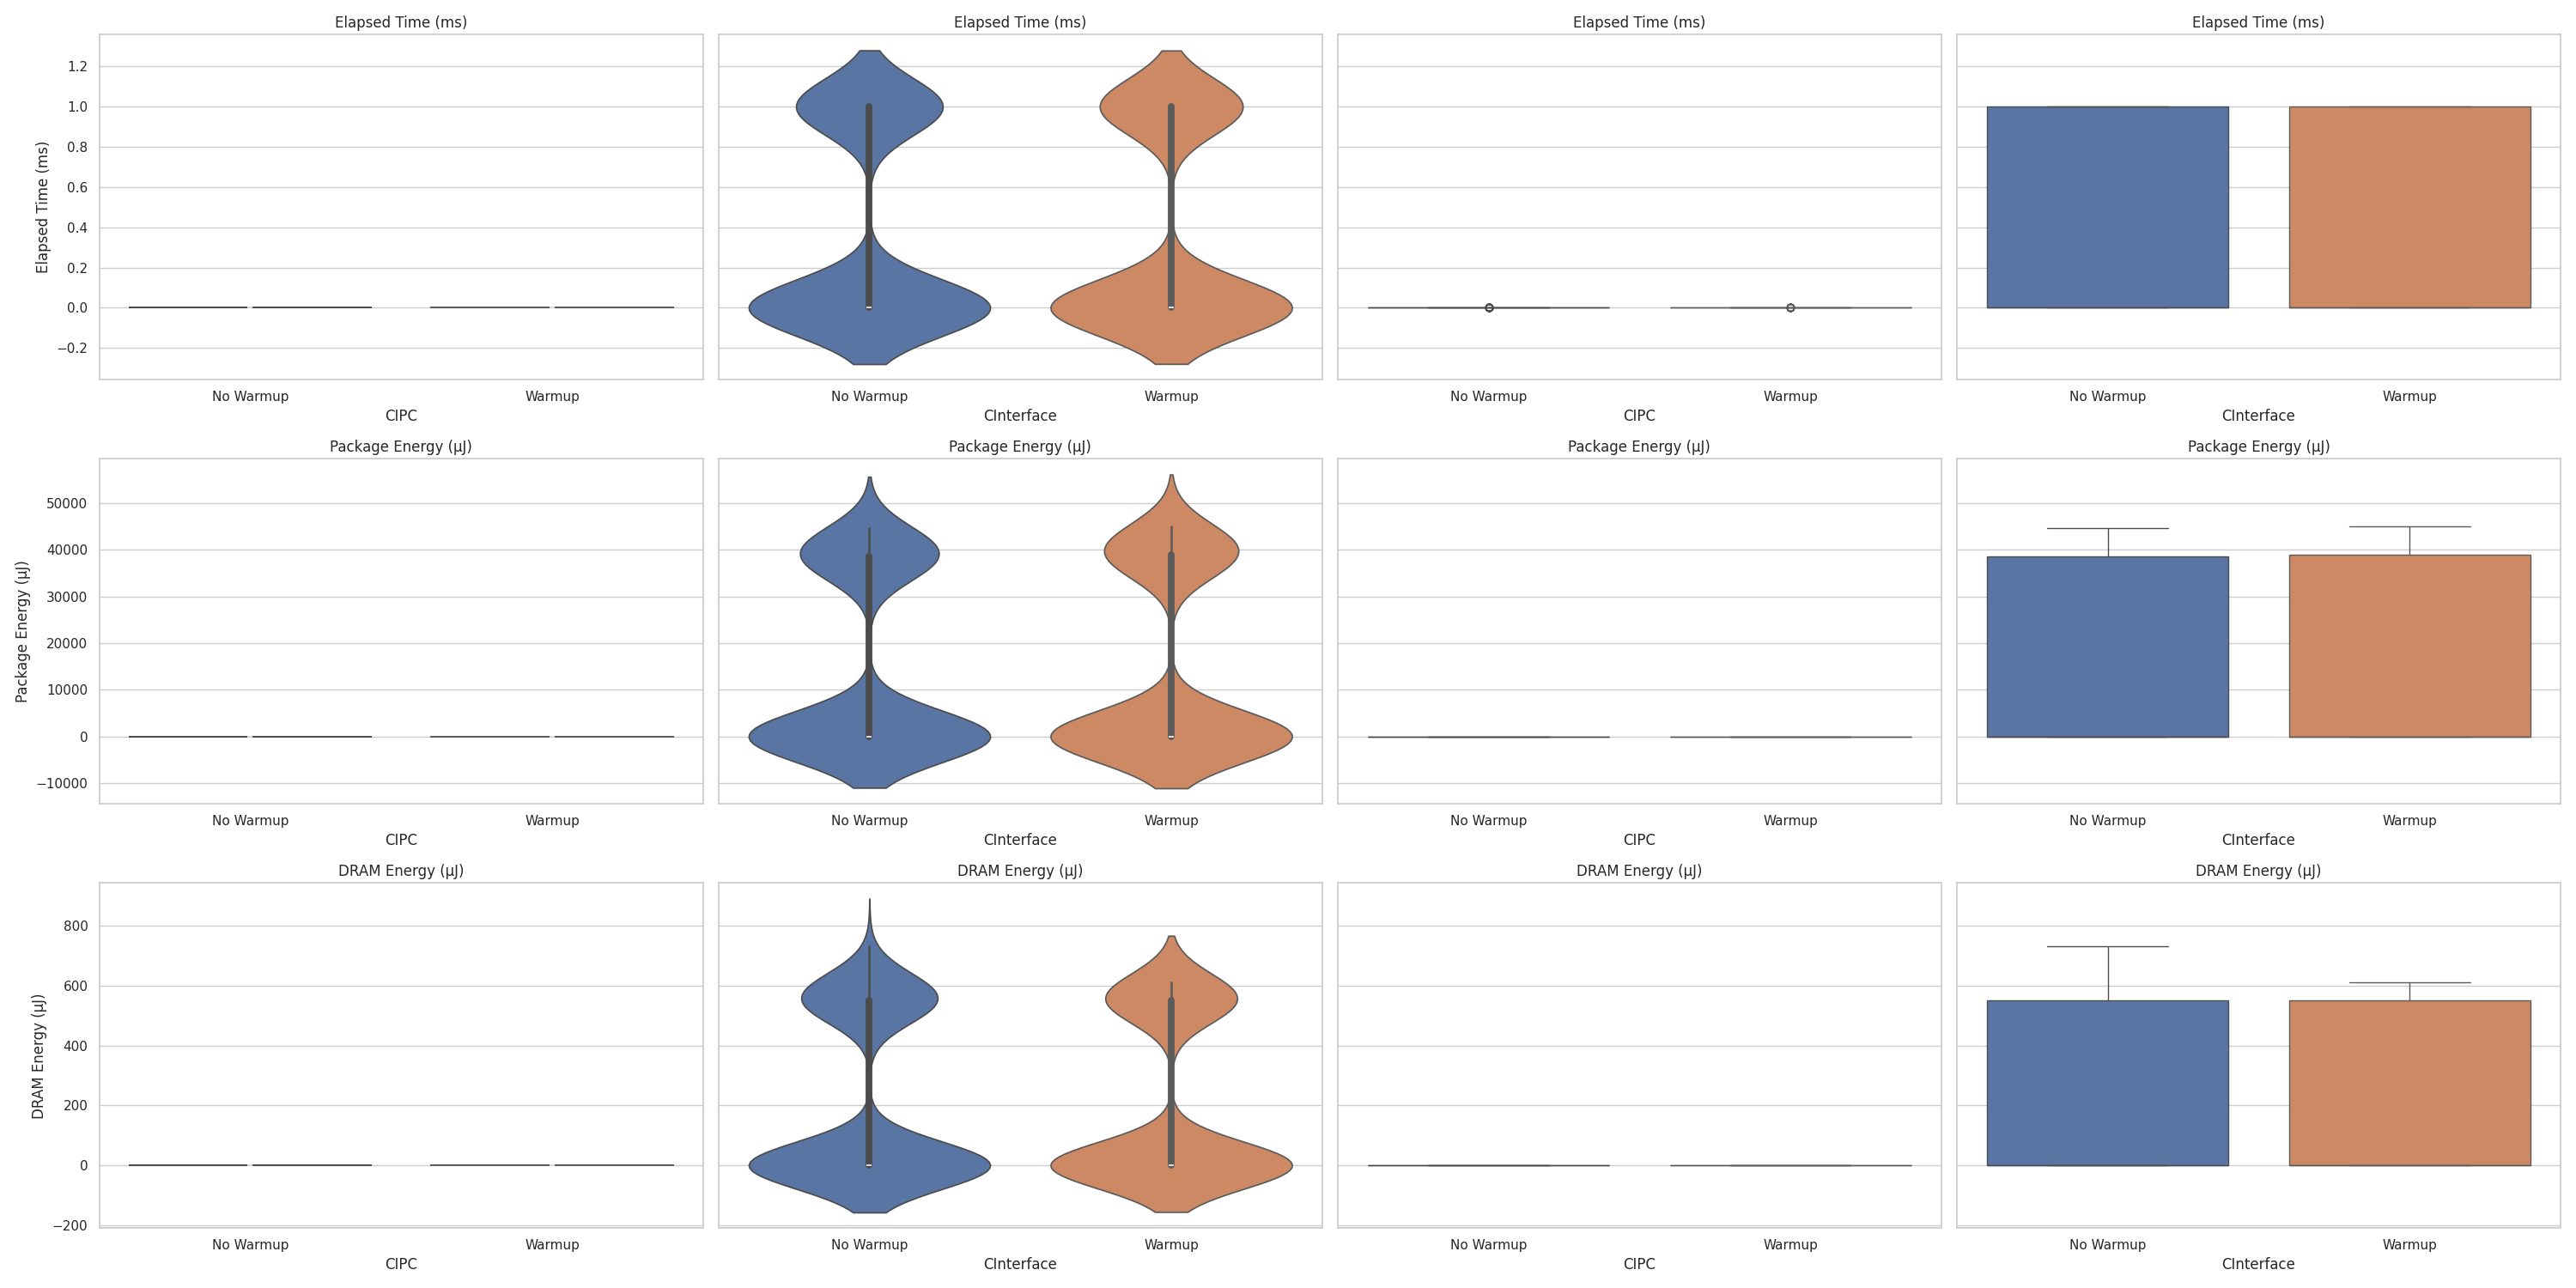 Elapsed Time (ms) Elapsed Time (ms) Elapsed Time (ms) Elapsed Time (ms)
Elapsed Time (ms)
1.2
1.0
0.8
0.6
0.4
0.2
0.0
−0.2
No Warmup Warmup No Warmup Warmup No Warmup Warmup No Warmup Warmup
CIPC CInterface CIPC CInterface
Package Energy (μJ) Package Energy (μJ) Package Energy (μJ) Package Energy (μJ)
Package Energy (μJ)
50000
40000
30000
20000
10000
0
−10000
No Warmup Warmup No Warmup Warmup No Warmup Warmup No Warmup Warmup
CIPC CInterface CIPC CInterface
DRAM Energy (μJ) DRAM Energy (μJ) DRAM Energy (μJ) DRAM Energy (μJ)
DRAM Energy (μJ)
800
600
400
200
0
−200
No Warmup Warmup No Warmup Warmup No Warmup Warmup No Warmup Warmup
CIPC CInterface CIPC CInterface